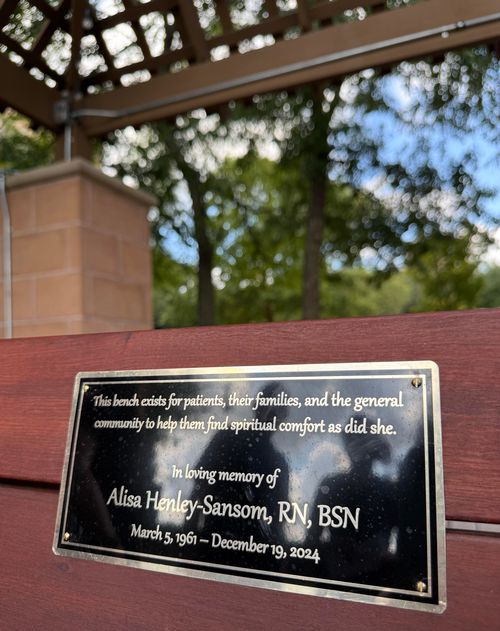 This bench exists for patients, their families, and the general
community to help them find spiritual comfort as did she.
In loving memory of
Alisa Henley-Sansom, RN, BSN
March 5, 1961 – December 19, 2024